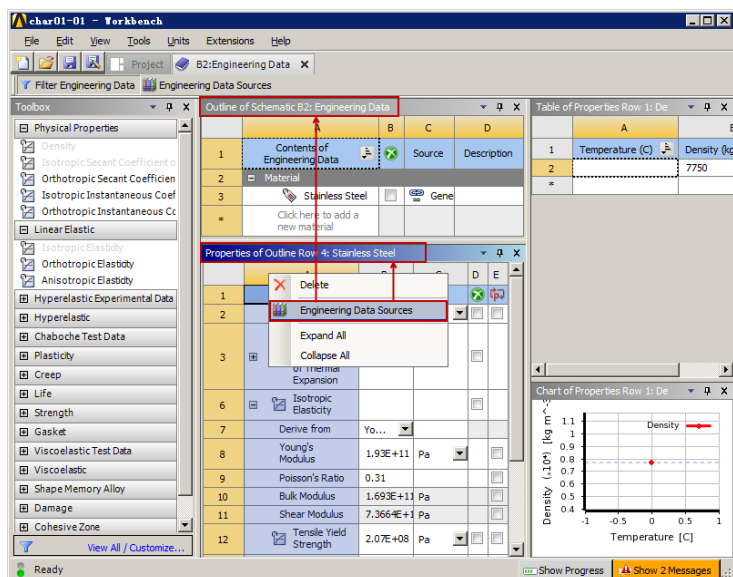 char01-01 - Workbench
File Edit View Tools Units Extensions Help
Project B2:Engineering Data X
Filter Engineering Data Engineering Data Sources
Toolbox
Physical Properties
Density
Isotropic Secant Coefficient o
Orthotropic Secant Coefficien
Isotropic Instantaneous Coef
Orthotropic Instantaneous Cc
Linear Elastic
Isotropic Elasticity
Orthotropic Elasticity
Anisotropic Elasticity
Hyperelastic Experimental Data
Hyperelastic
Chaboche Test Data
Plasticity
Creep
Life
Strength
Gasket
Viscoelastic Test Data
Viscoelastic
Shape Memory Alloy
Damage
Cohesive Zone
View All / Customize...
Outline of Schematic B2: Engineering Data
A B C D
1 Contents of Engineering Data Source Description
2 Material
3 Stainless Steel Gene
* Click here to add a
new material
Properties of Outline Row 4: Stainless Steel
D E
1
2
Delete
Engineering Data Sources
Expand All
Collapse All
3
of Thermal
Expansion
6 Isotropic
Elasticity
7 Derive from Yo...
8 Young's
Modulus 1.93E+11 Pa
9 Poisson's Ratio 0.31
10 Bulk Modulus 1.693E+11 Pa
11 Shear Modulus 7.3664E+1 Pa
12 Tensile Yield
Strength 2.07E+08 Pa
Table of Properties Row 1: De
A
1 Temperature (C) Density (kg
2 7750
*
Chart of Properties Row 1: De
Density
Density (.10⁴) [kg m^-3
1.1
1
0.9
0.8
0.7
0.6
0.5
0.4
-1 -0.5 0 0.5 1
Temperature [C]
Ready
Show Progress Show 2 Messages